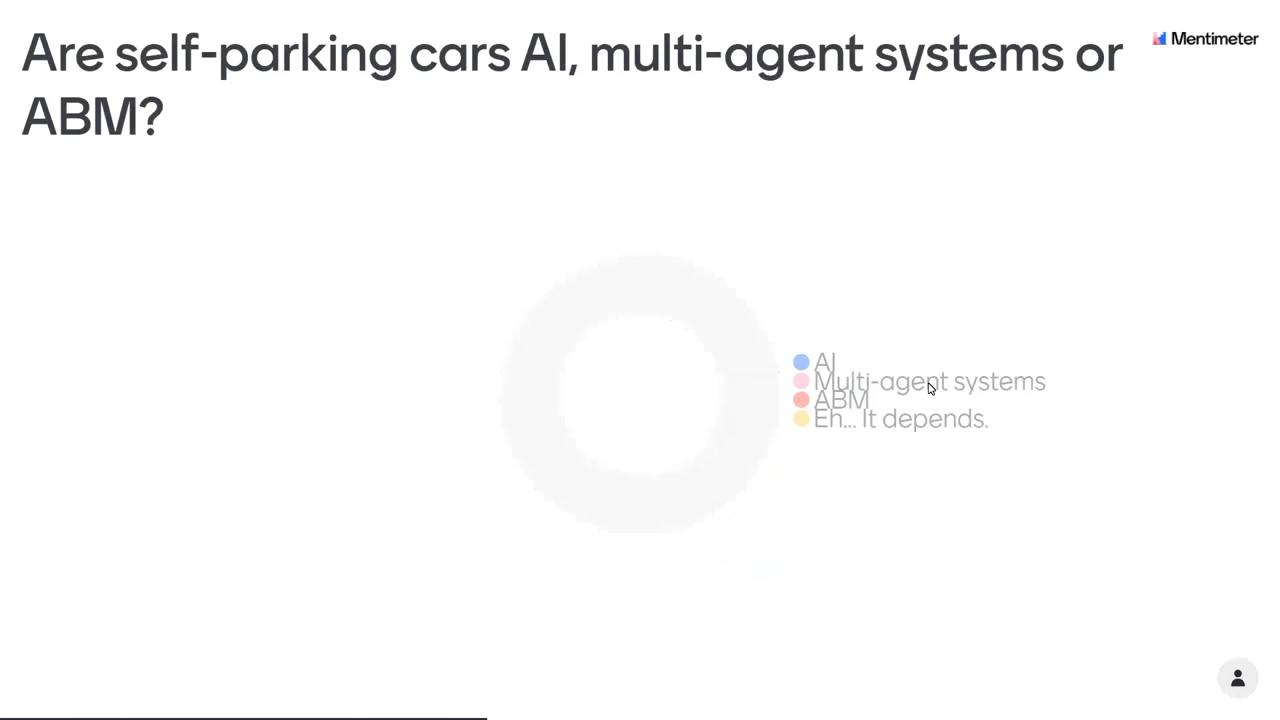 Are self-parking cars AI, multi-agent systems or
ABM?
Mentimeter
AI
Multi-agent systems
ABM
Eh... It depends.